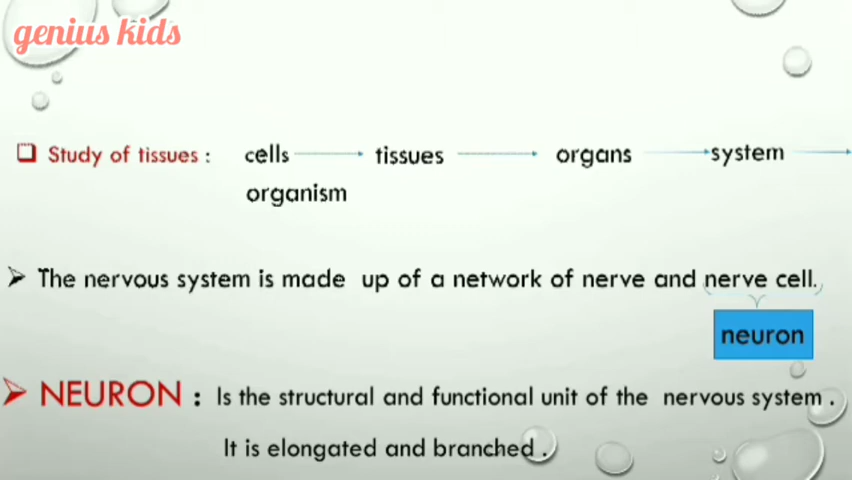 genius kids
Study of tissues : cells tissues organs system
organism
The nervous system is made up of a network of nerve and nerve cell.
neuron
NEURON : Is the structural and functional unit of the nervous system .
It is elongated and branched .